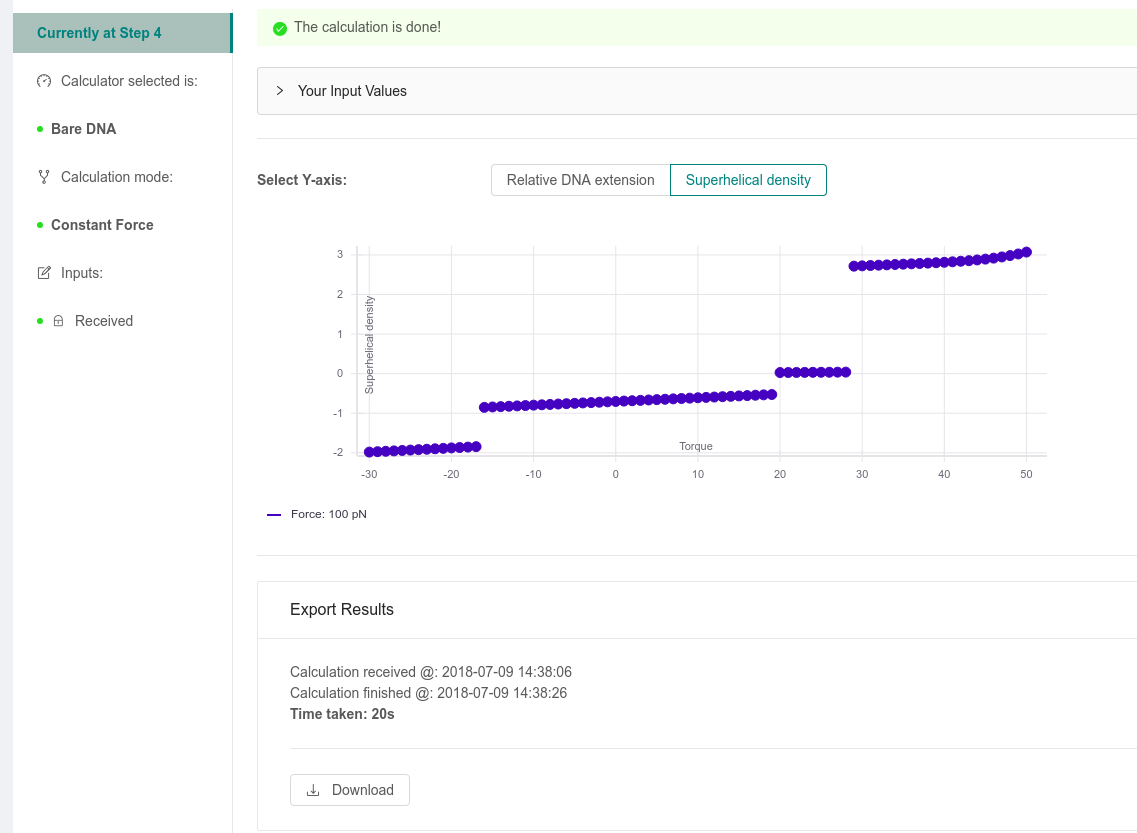 Currently at Step 4
Calculator selected is:
Bare DNA
Calculation mode:
Constant Force
Inputs:
Received
The calculation is done!
Your Input Values
Select Y-axis:
Relative DNA extension
Superhelical density
3
2
1
0
-1
-2
Superhelical density
Torque
-30 -20 -10 0 10 20 30 40 50
Force: 100 pN
Export Results
Calculation received @: 2018-07-09 14:38:06
Calculation finished @: 2018-07-09 14:38:26
Time taken: 20s
Download